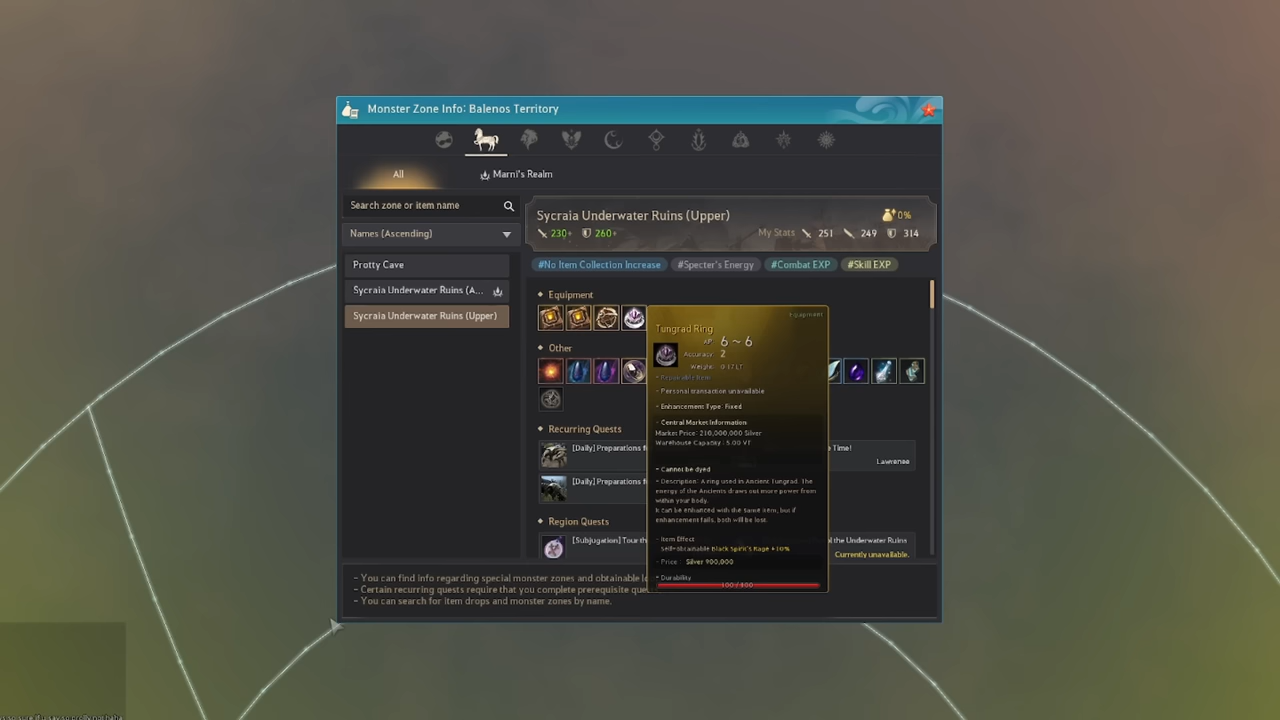 Monster Zone Info: Balenos Territory
All
Marni's Realm
Search zone or item name
Names (Ascending)
Protty Cave
Sycraia Underwater Ruins (A...
Sycraia Underwater Ruins (Upper)
Sycraia Underwater Ruins (Upper)
0%
230+ 260+
My Stats 251 249 314
#No Item Collection Increase #Specter's Energy #Combat EXP #Skill EXP
Equipment
Other
Recurring Quests
[Daily] Preparations f
e Time!
Lawrence
[Daily] Preparations f
Region Quests
[Subjugation] Tour th
the Underwater Ruins
Currently unavailable.
Equipment
Tungrad Ring
AP: 6 ~ 6
Accuracy: 2
Weight: 0.17 LT
- Repairable Item
- Personal transaction unavailable
- Enhancement Type: Fixed
- Central Market Information
Market Price: 210,000,000 Silver
Warehouse Capacity : 5.00 VT
- Cannot be dyed
- Description: A ring used in Ancient Tungrad. The
energy of the Ancients draws out more power from
within your body.
It can be enhanced with the same item, but if
enhancement fails, both will be lost.
- Item Effect
Self-obtainable Black Spirit's Rage +10%
- Price : Silver 900,000
- Durability
100 / 100
- You can find info regarding special monster zones and obtainable lo
- Certain recurring quests require that you complete prerequisite que
- You can search for item drops and monster zones by name.